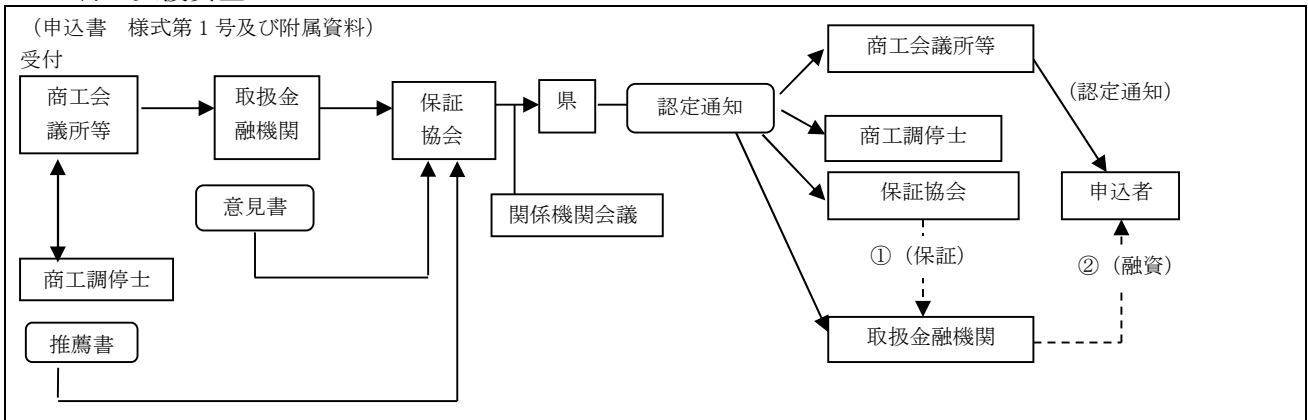 （申込書　様式第１号及び附属資料）
受付
商工会
議所等
取扱金
融機関
保証
協会
県
認定通知
商工会議所等
（認定通知）
商工調停士
保証協会
申込者
意見書
関係機関会議
①（保証）
②（融資）
商工調停士
取扱金融機関
推薦書